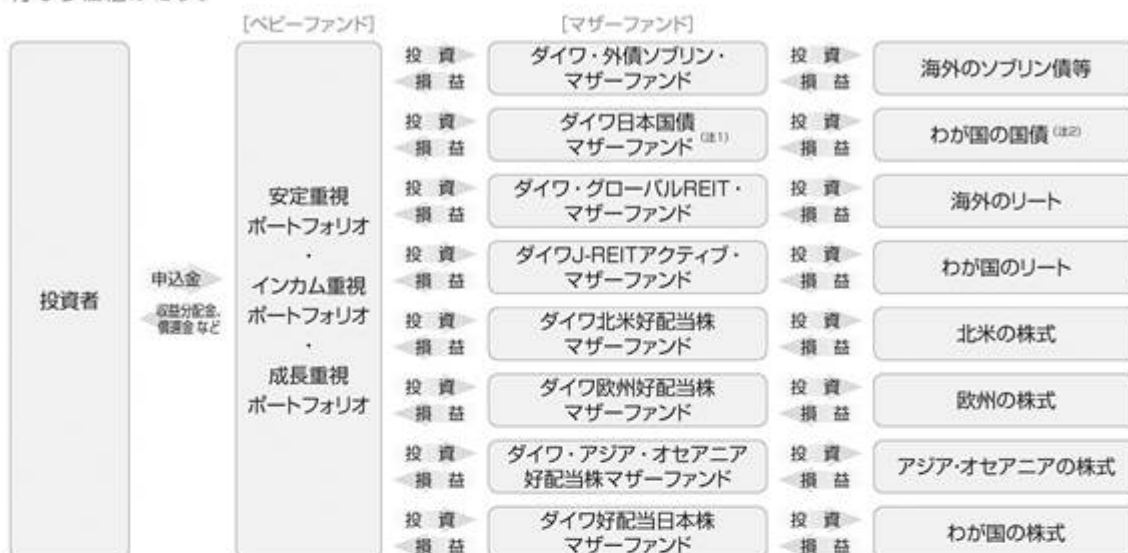 [ベビーファンド]
[マザーファンド]
投資者
申込金
収益分配金、
償還金 など
安定重視
ポートフォリオ
・
インカム重視
ポートフォリオ
・
成長重視
ポートフォリオ
投 資
損 益
ダイワ・外債ソブリン・
マザーファンド
投 資
損 益
海外のソブリン債等
投 資
損 益
ダイワ日本国債
マザーファンド (注1)
投 資
損 益
わが国の国債 (注2)
投 資
損 益
ダイワ・グローバルREIT・
マザーファンド
投 資
損 益
海外のリート
投 資
損 益
ダイワJ-REITアクティブ・
マザーファンド
投 資
損 益
わが国のリート
投 資
損 益
ダイワ北米好配当株
マザーファンド
投 資
損 益
北米の株式
投 資
損 益
ダイワ欧州好配当株
マザーファンド
投 資
損 益
欧州の株式
投 資
損 益
ダイワ・アジア・オセアニア
好配当株マザーファンド
投 資
損 益
アジア・オセアニアの株式
投 資
損 益
ダイワ好配当日本株
マザーファンド
投 資
損 益
わが国の株式